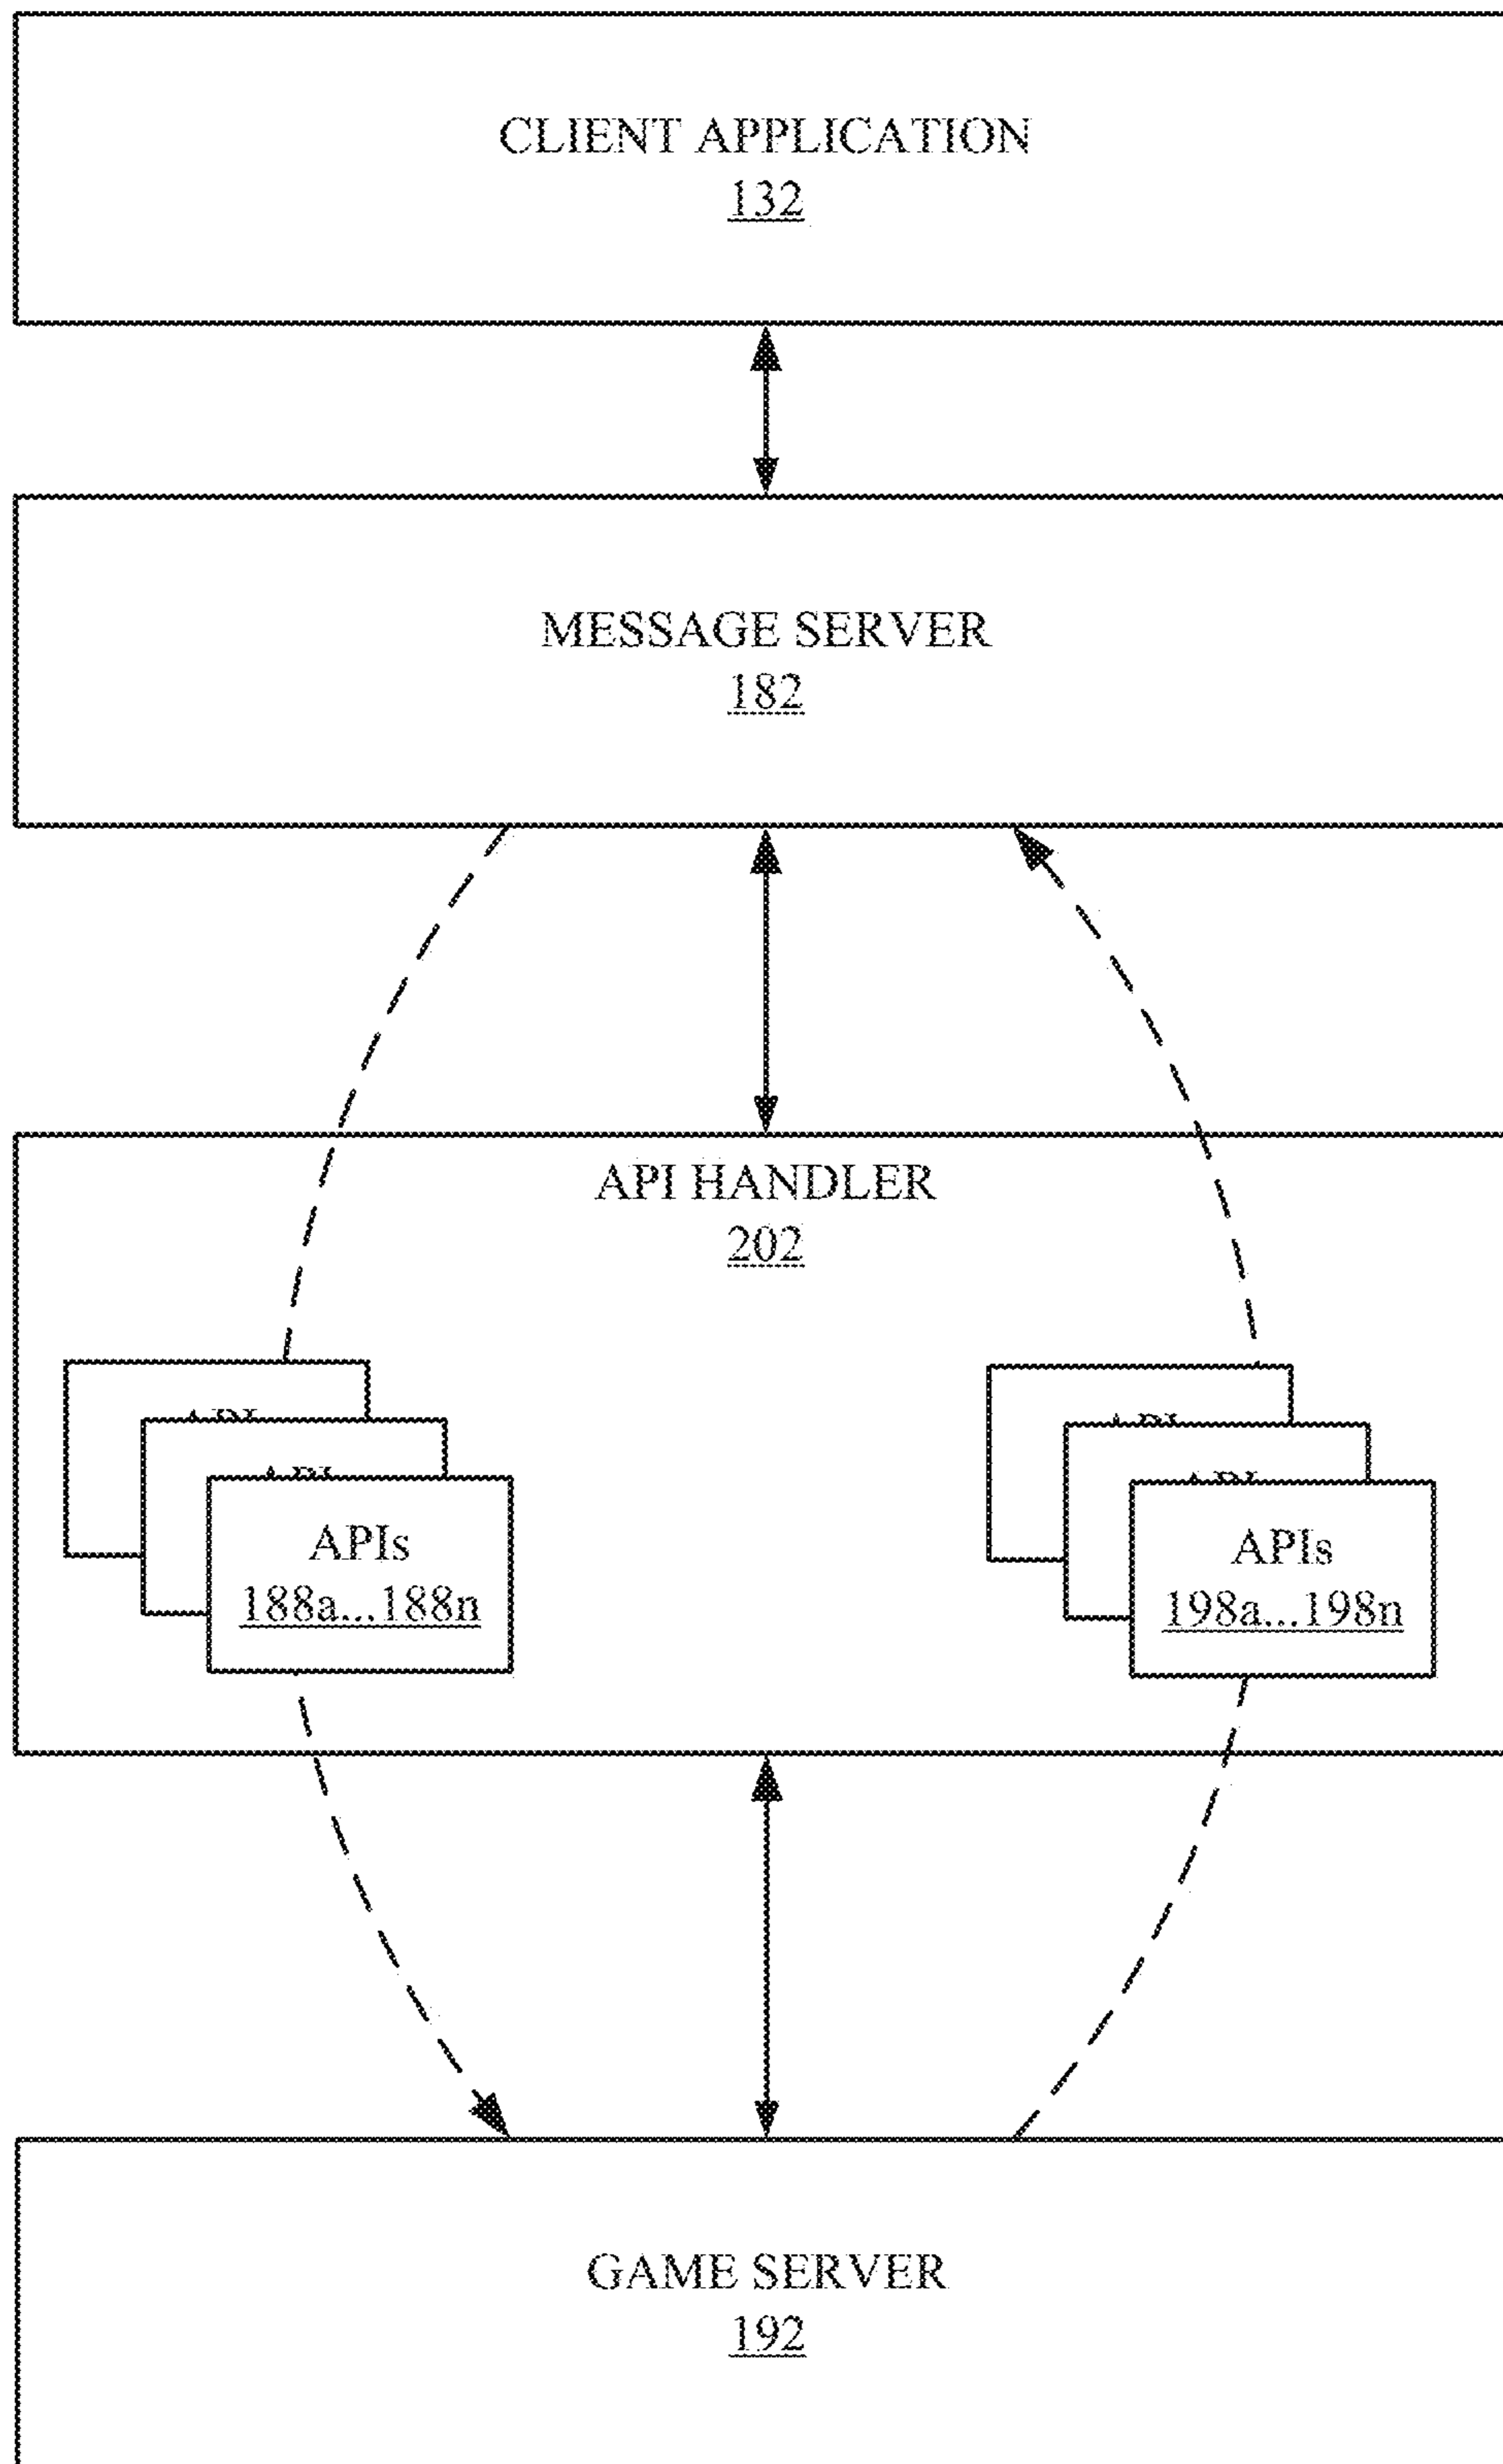 CLIENT APPLICATION
132
MESSAGE SERVER
182
API HANDLER
202
APIs
188a...188n
APIs
198a...198n
GAME SERVER
192